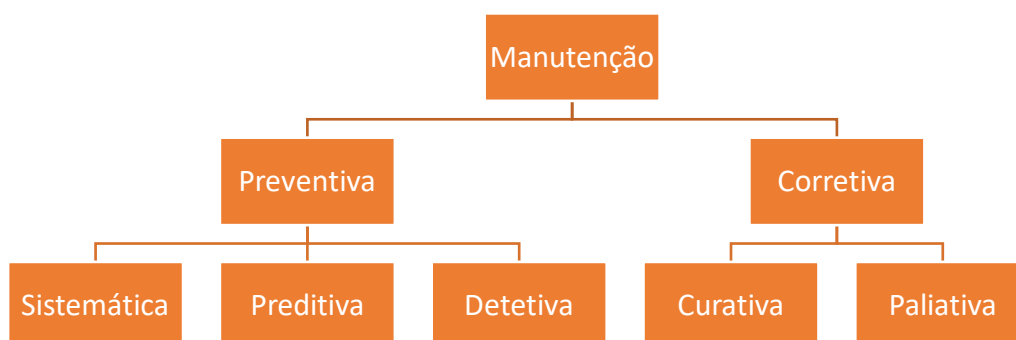 Manutenção
Preventiva
Corretiva
Sistemática
Preditiva
Detetiva
Curativa
Paliativa